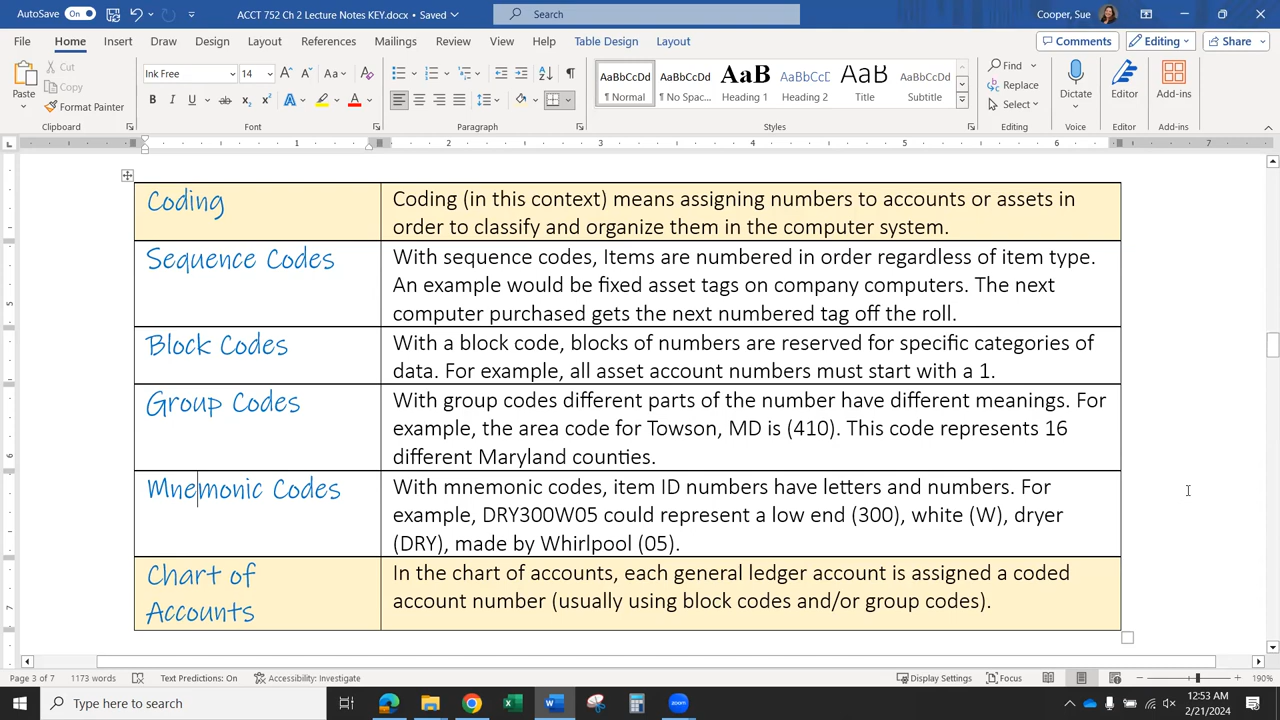 AutoSave On ACCT 752 Ch 2 Lecture Notes KEY.docx • Saved Search Cooper, Sue
File Home Insert Draw Design Layout References Mailings Review View Help Table Design Layout Comments Editing Share
Paste Cut Copy Format Painter
Ink Free 14
AaBbCcDd AaBbCcDd AaB AaBbCcD AaB AaBbCcDd
¶ Normal ¶ No Spac... Heading 1 Heading 2 Title Subtitle
Find Replace Select
Dictate Editor Add-ins
Clipboard Font Paragraph Styles Editing Voice Editor Add-ins
1 2 3 4 5 6 7
Coding
Coding (in this context) means assigning numbers to accounts or assets in
order to classify and organize them in the computer system.
Sequence Codes
With sequence codes, Items are numbered in order regardless of item type.
An example would be fixed asset tags on company computers. The next
computer purchased gets the next numbered tag off the roll.
Block Codes
With a block code, blocks of numbers are reserved for specific categories of
data. For example, all asset account numbers must start with a 1.
Group Codes
With group codes different parts of the number have different meanings. For
example, the area code for Towson, MD is (410). This code represents 16
different Maryland counties.
Mnemonic Codes
With mnemonic codes, item ID numbers have letters and numbers. For
example, DRY300W05 could represent a low end (300), white (W), dryer
(DRY), made by Whirlpool (05).
Chart of
Accounts
In the chart of accounts, each general ledger account is assigned a coded
account number (usually using block codes and/or group codes).
Page 3 of 7 1173 words Text Predictions: On Accessibility: Investigate Display Settings Focus 190%
Type here to search
12:53 AM
2/21/2024